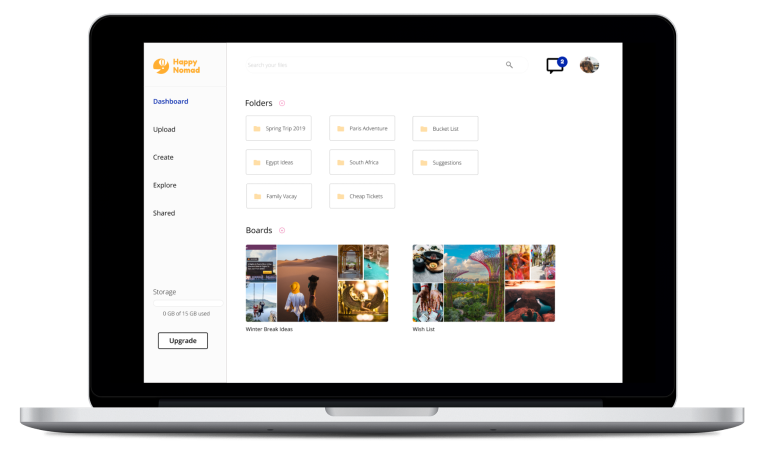 Happy
Nomad
Search your files
2
Dashboard
Upload
Create
Explore
Shared
Storage
0 GB of 15 GB used
Upgrade
Folders
Spring Trip 2019
Paris Adventure
Bucket List
Egypt Ideas
South Africa
Suggestions
Family Vacay
Cheap Tickets
Boards
Winter Break Ideas
Wish List